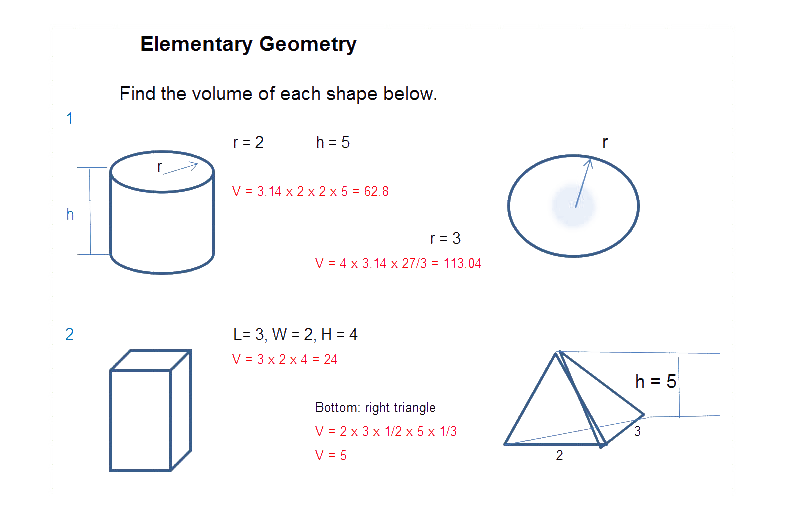 Elementary Geometry
Find the volume of each shape below.
1
r = 2 h = 5
r
r
V = 3.14 x 2 x 2 x 5 = 62.8
h
r = 3
V = 4 x 3.14 x 27/3 = 113.04
2
L= 3, W = 2, H = 4
V = 3 x 2 x 4 = 24
h = 5
Bottom: right triangle
V = 2 x 3 x 1/2 x 5 x 1/3
3
V = 5
2